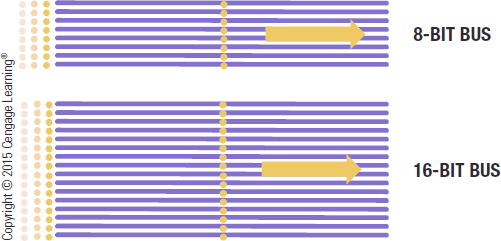 8-BIT BUS
16-BIT BUS
Copyright © 2015 Cengage Learning®